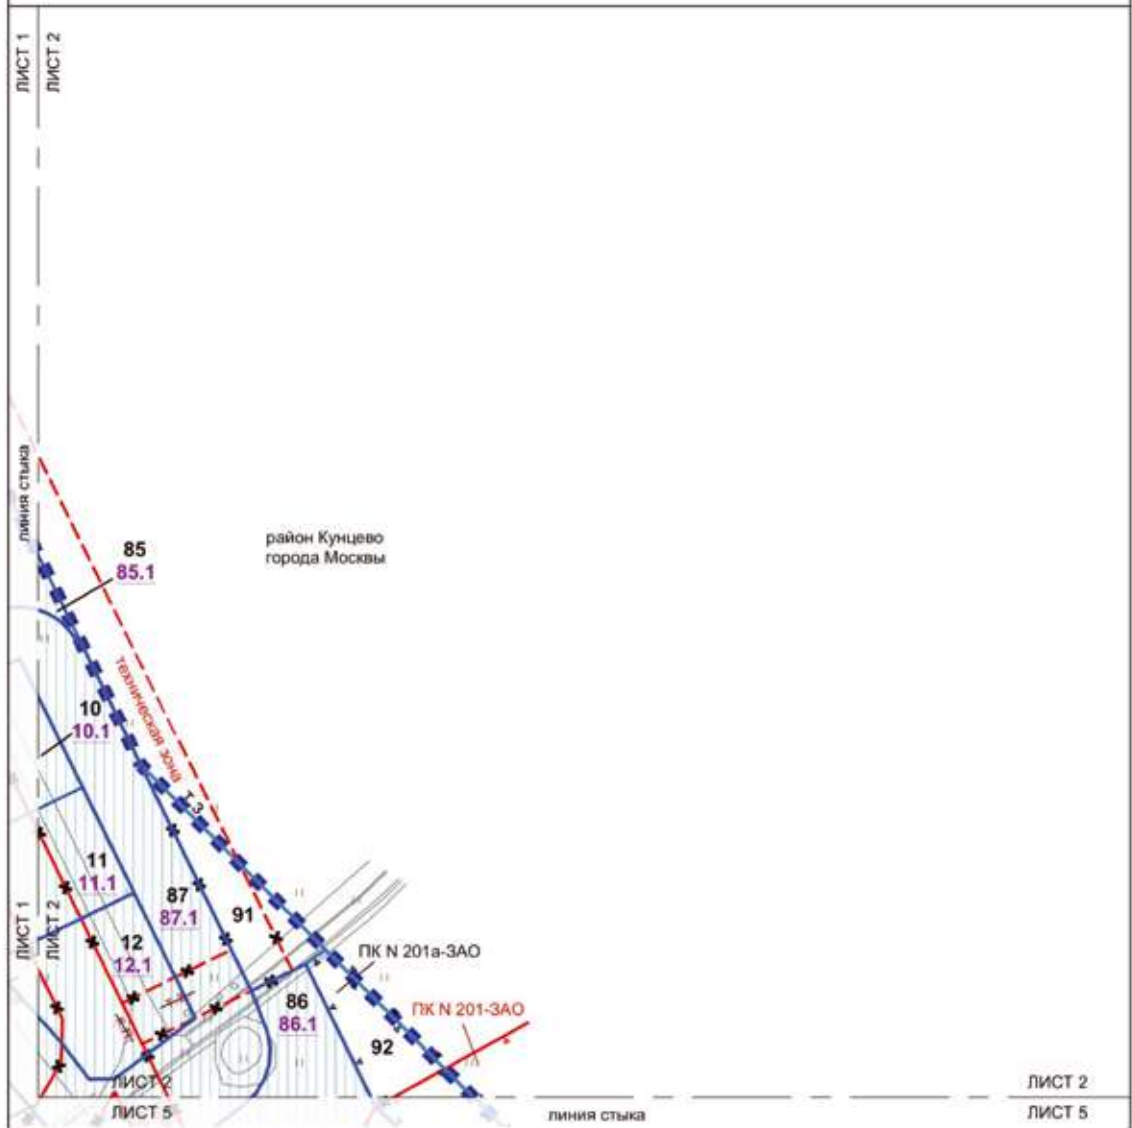 ЛИСТ 1
ЛИСТ 2
линия стыка
85
85.1
район Кунцево
города Москвы
техническая зона
10
10.1
т.3
11
11.1
87
87.1
91
12
12.1
ЛИСТ 1
ЛИСТ 2
ПК N 201а-ЗАО
86
86.1
ПК N 201-ЗАО
92
ЛИСТ 2
ЛИСТ 5
линия стыка
ЛИСТ 2
ЛИСТ 5